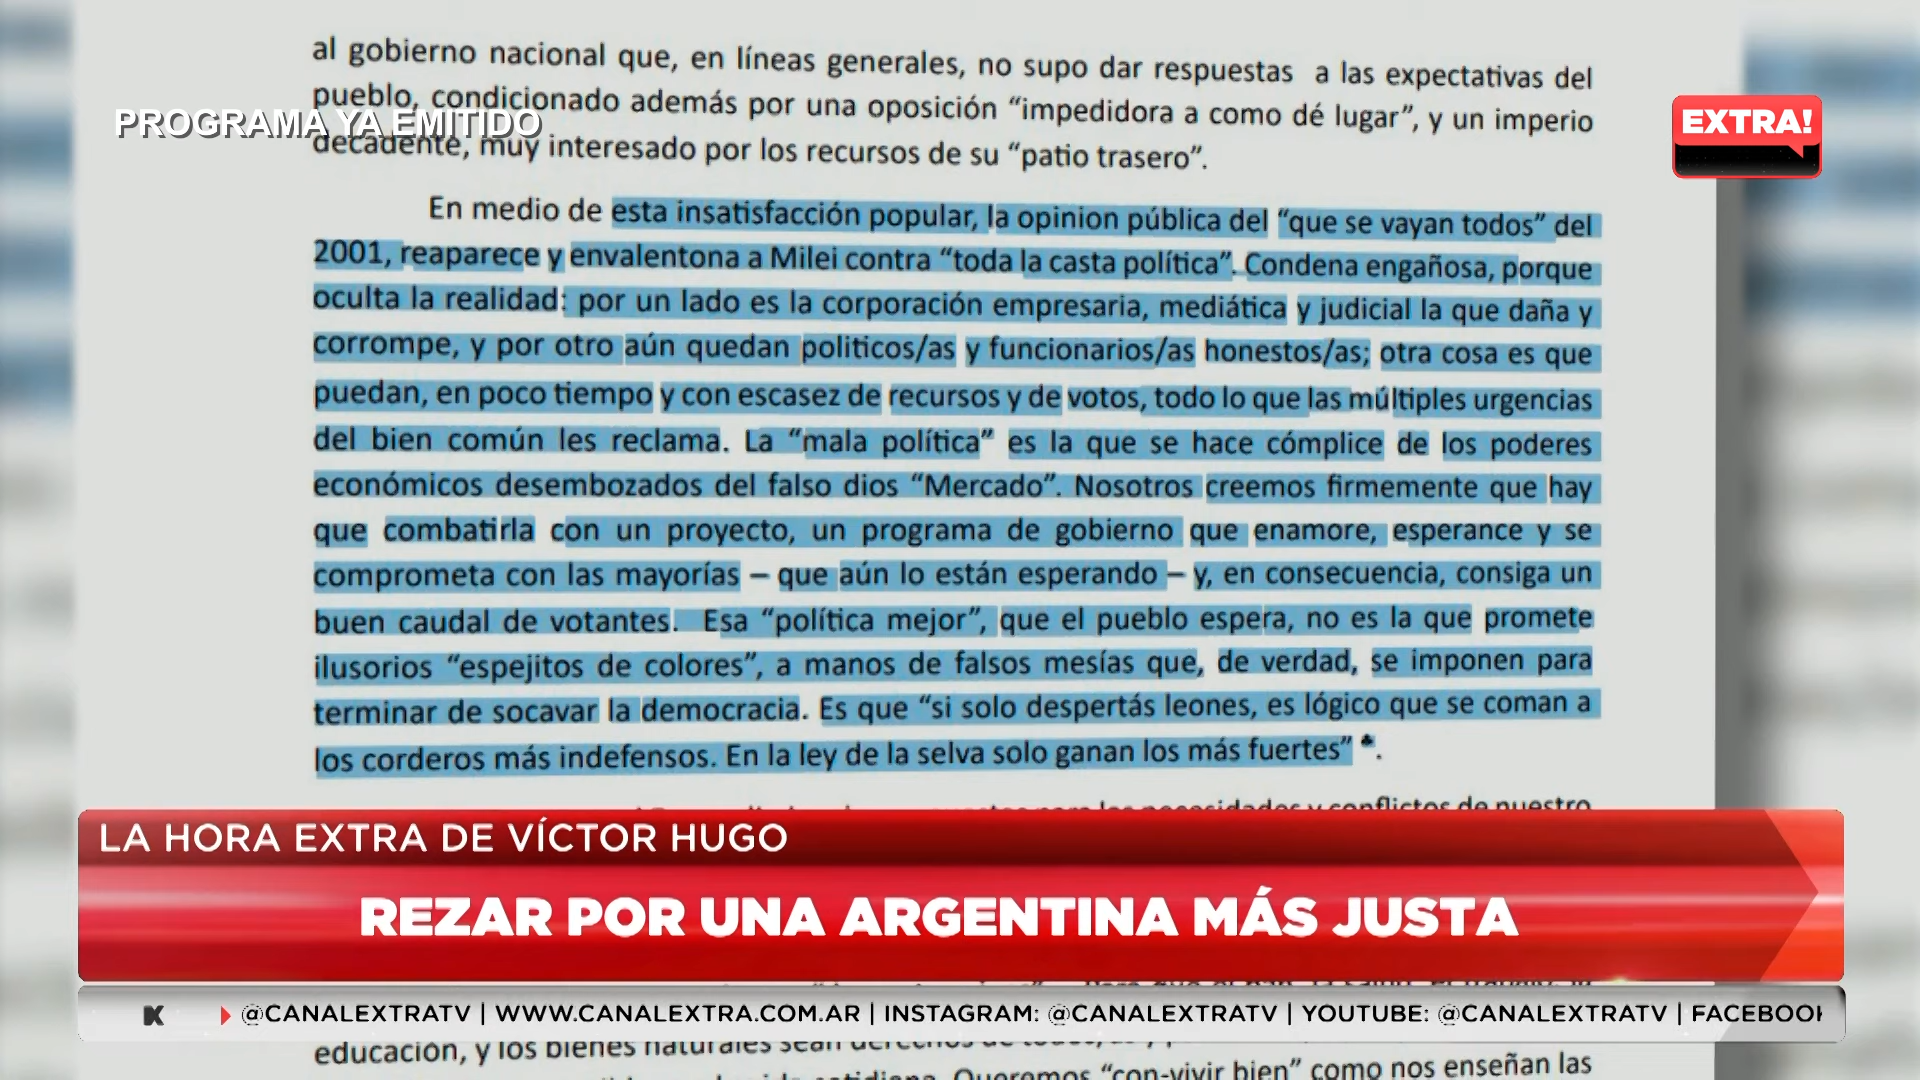 al gobierno nacional que, en líneas generales, no supo dar respuestas a las expectativas del
pueblo, condicionado además por una oposición “impedidora a como dé lugar”, y un imperio
PROGRAMA YA EMITIDO
EXTRA!
decadente, muy interesado por los recursos de su “patio trasero”.
En medio de esta insatisfacción popular, la opinion pública del “que se vayan todos” del
2001, reaparece y envalentona a Milei contra “toda la casta política”. Condena engañosa, porque
oculta la realidad: por un lado es la corporación empresaria, mediática y judicial la que daña y
corrompe, y por otro aún quedan politicos/as y funcionarios/as honestos/as; otra cosa es que
puedan, en poco tiempo y con escasez de recursos y de votos, todo lo que las múltiples urgencias
del bien común les reclama. La “mala política” es la que se hace cómplice de los poderes
económicos desembozados del falso dios “Mercado”. Nosotros creemos firmemente que hay
que combatirla con un proyecto, un programa de gobierno que enamore, esperance y se
comprometa con las mayorías – que aún lo están esperando – y, en consecuencia, consiga un
buen caudal de votantes. Esa “política mejor”, que el pueblo espera, no es la que promete
ilusorios “espejitos de colores”, a manos de falsos mesías que, de verdad, se imponen para
terminar de socavar la democracia. Es que “si solo despertás leones, es lógico que se coman a
los corderos más indefensos. En la ley de la selva solo ganan los más fuertes” ♣.
necesidades y conflictos de nuestro
LA HORA EXTRA DE VÍCTOR HUGO
REZAR POR UNA ARGENTINA MÁS JUSTA
K @CANALEXTRATV | WWW.CANALEXTRA.COM.AR | INSTAGRAM: @CANALEXTRATV | YOUTUBE: @CANALEXTRATV | FACEBOOK
educación, y los bienes naturales sean derechos de
Queremos “con-vivir bien” como nos enseñan las